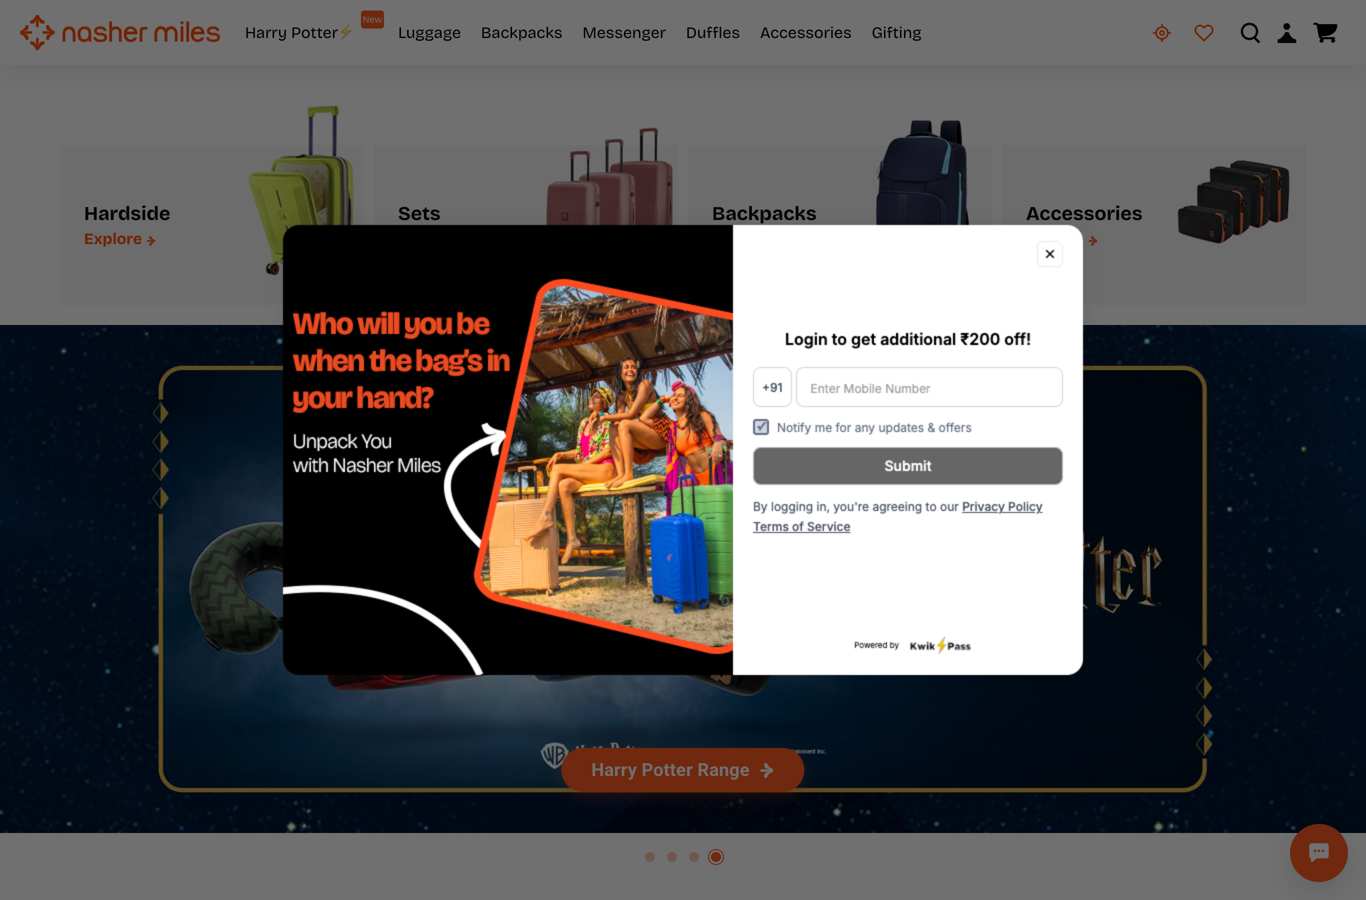 nasher miles
Harry Potter⚡ New Luggage Backpacks Messenger Duffles Accessories Gifting
Hardside
Explore →
Sets
Backpacks
Accessories
→
Who will you be
when the bag's in
your hand?
Unpack You
with Nasher Miles
Login to get additional ₹200 off!
+91 Enter Mobile Number
Notify me for any updates & offers
Submit
By logging in, you're agreeing to our Privacy Policy
Terms of Service
Powered by Kwik⚡Pass
tter
WB
Harry Potter Range →